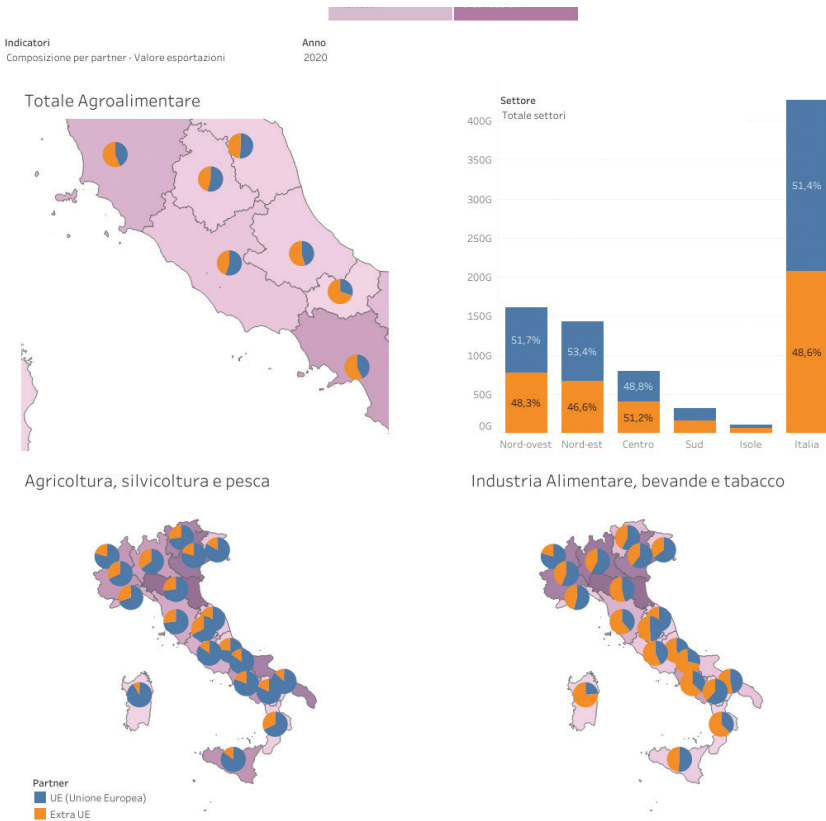 Indicatori
Composizione per partner - Valore esportazioni
Anno
2020
Totale Agroalimentare
Settore
Totale settori
400G
350G
300G
250G
200G
150G
100G
50G
0G
51,7%
48,3%
53,4%
46,6%
48,8%
51,2%
51,4%
48,6%
Nord-ovest
Nord-est
Centro
Sud
Isole
Italia
Agricoltura, silvicoltura e pesca
Industria Alimentare, bevande e tabacco
Partner
UE (Unione Europea)
Extra UE